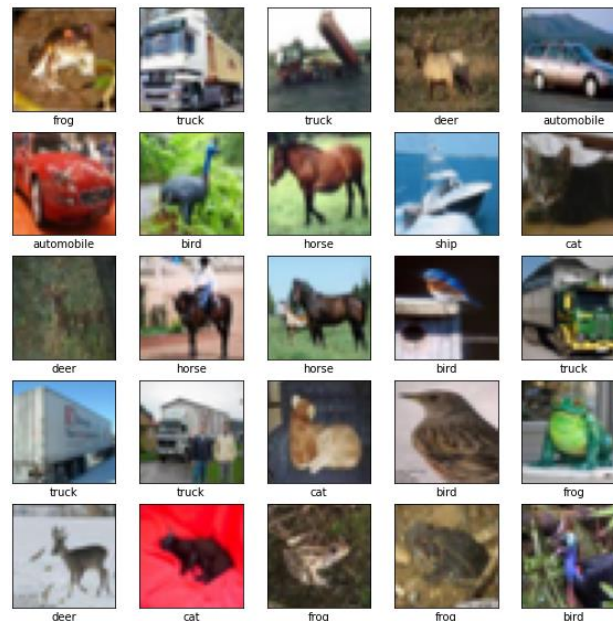 frog truck truck deer automobile
automobile bird horse ship cat
deer horse horse bird truck
truck truck cat bird frog
deer cat frog frog bird